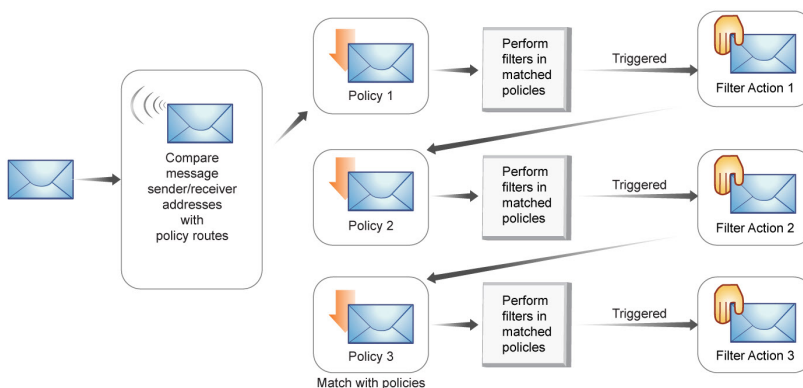 Compare
message
sender/receiver
addresses
with
policy routes
Policy 1
Perform
filters in
matched
policies
Triggered
Filter Action 1
Policy 2
Perform
filters in
matched
policies
Triggered
Filter Action 2
Policy 3
Perform
filters in
matched
policies
Triggered
Filter Action 3
Match with policies